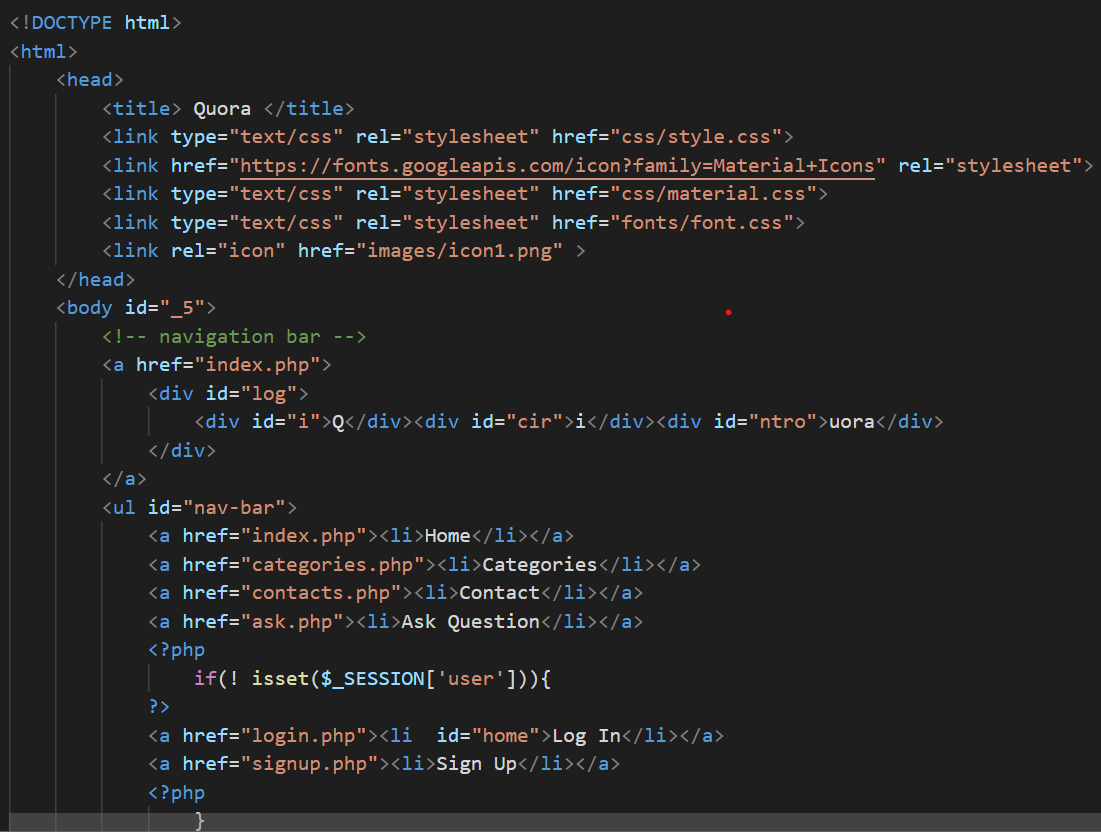 <!DOCTYPE html>
<html>
    <head>
        <title> Quora </title>
        <link type="text/css" rel="stylesheet" href="css/style.css">
        <link href="https://fonts.googleapis.com/icon?family=Material+Icons" rel="stylesheet">
        <link type="text/css" rel="stylesheet" href="css/material.css">
        <link type="text/css" rel="stylesheet" href="fonts/font.css">
        <link rel="icon" href="images/icon1.png" >
    </head>
    <body id="_5">
        <!-- navigation bar -->
        <a href="index.php">
            <div id="log">
                <div id="i">Q</div><div id="cir">i</div><div id="ntro">uora</div>
            </div>
        </a>
        <ul id="nav-bar">
            <a href="index.php"><li>Home</li></a>
            <a href="categories.php"><li>Categories</li></a>
            <a href="contacts.php"><li>Contact</li></a>
            <a href="ask.php"><li>Ask Question</li></a>
            <?php
                if(! isset($_SESSION['user'])){
            ?>
            <a href="login.php"><li  id="home">Log In</li></a>
            <a href="signup.php"><li>Sign Up</li></a>
            <?php
                }